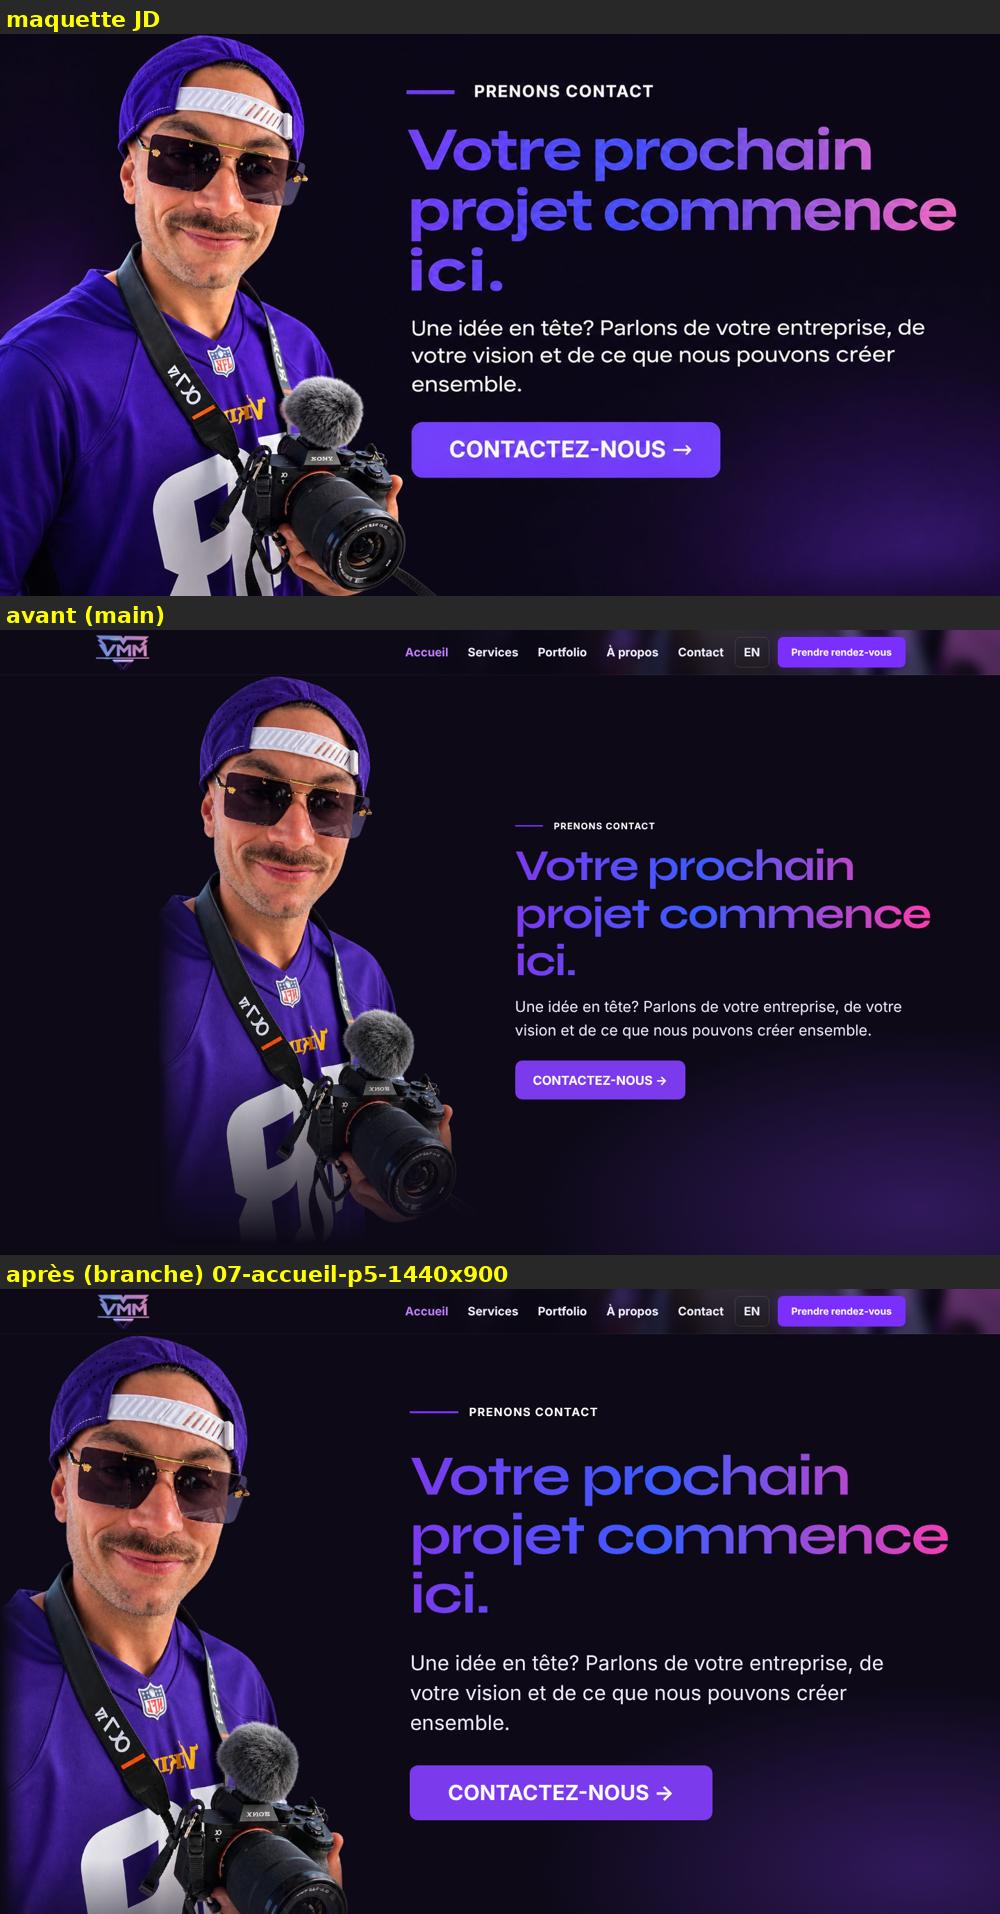 maquette JD
PRENONS CONTACT
Votre prochain
projet commence
ici.
Une idée en tête? Parlons de votre entreprise, de
votre vision et de ce que nous pouvons créer
ensemble.
CONTACTEZ-NOUS →
SONY
avant (main)
VMM
Accueil Services Portfolio À propos Contact EN Prendre rendez-vous
PRENONS CONTACT
Votre prochain
projet commence
ici.
Une idée en tête? Parlons de votre entreprise, de votre
vision et de ce que nous pouvons créer ensemble.
CONTACTEZ-NOUS →
après (branche) 07-accueil-p5-1440x900
VMM
Accueil Services Portfolio À propos Contact EN Prendre rendez-vous
PRENONS CONTACT
Votre prochain
projet commence
ici.
Une idée en tête? Parlons de votre entreprise, de
votre vision et de ce que nous pouvons créer
ensemble.
CONTACTEZ-NOUS →